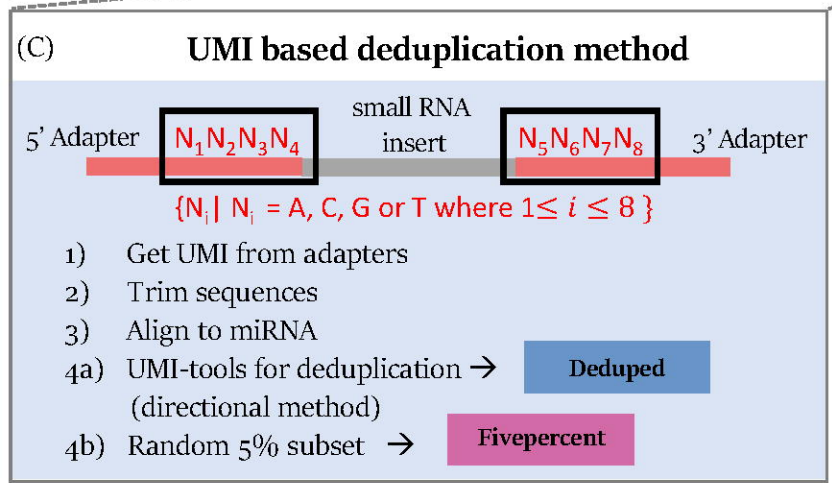 (C) UMI based deduplication method
small RNA
5' Adapter N₁N₂N₃N₄ insert N₅N₆N₇N₈ 3' Adapter
{Nᵢ| Nᵢ = A, C, G or T where 1≤ i ≤ 8 }
1) Get UMI from adapters
2) Trim sequences
3) Align to miRNA
4a) UMI-tools for deduplication → Deduped
(directional method)
4b) Random 5% subset → Fivepercent